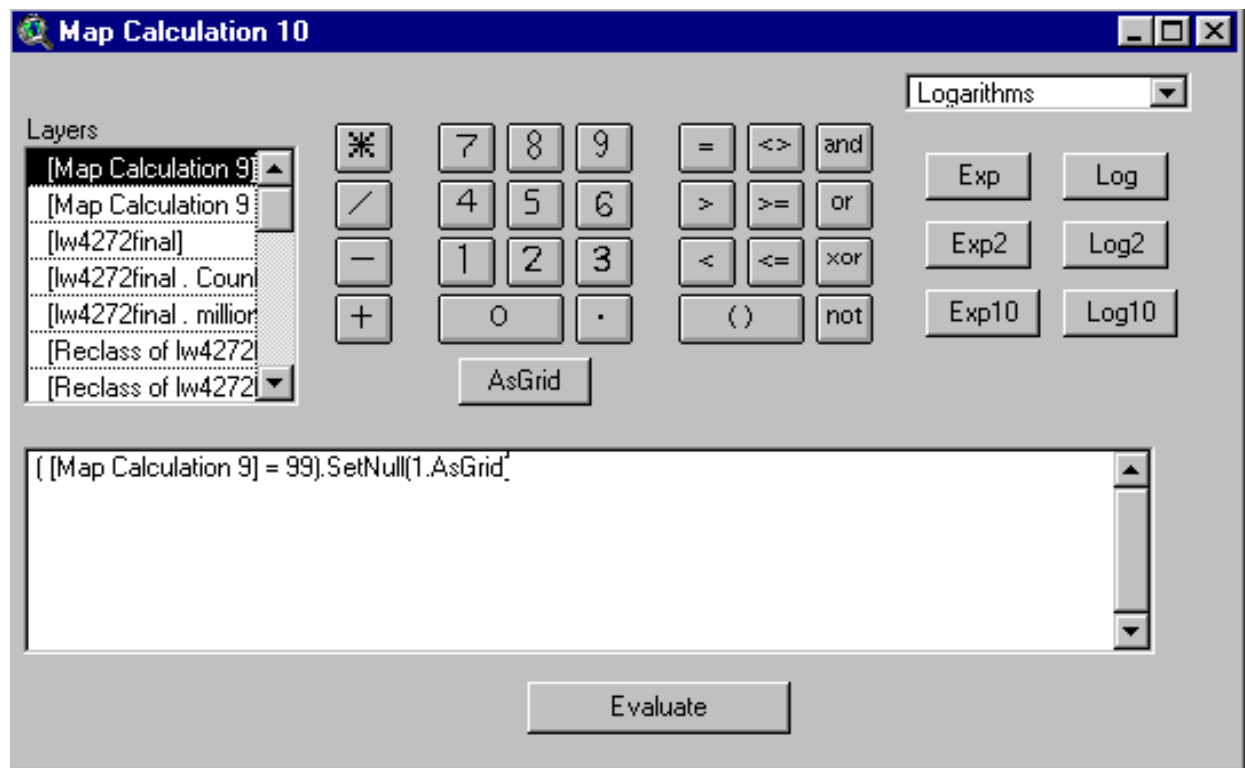 Map Calculation 10
Logarithms
Layers
[Map Calculation 9]
[Map Calculation 9
[lw4272final]
[lw4272final . Count
[lw4272final . million
[Reclass of lw4272
[Reclass of lw4272
* 7 8 9 = <> and
/ 4 5 6 > >= or
- 1 2 3 < <= xor
+ 0 . ( ) not
AsGrid
Exp Log
Exp2 Log2
Exp10 Log10
( [Map Calculation 9] = 99).SetNull(1.AsGrid)
Evaluate